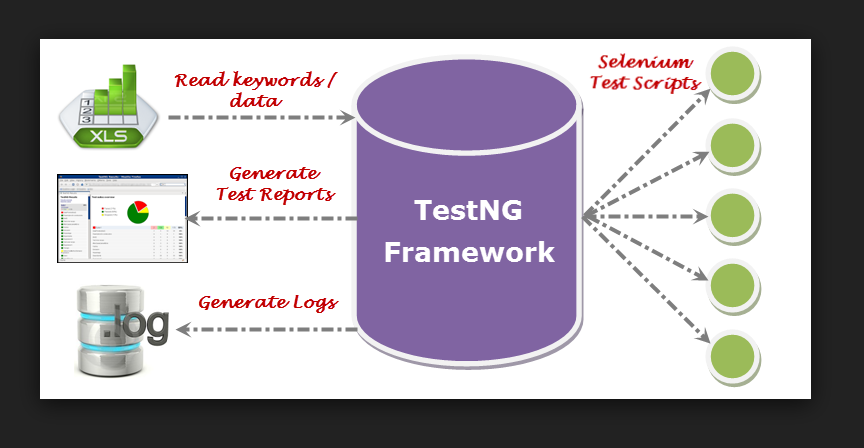 Read keywords /
data
1
2
3
XLS
Generate
Test Reports
Generate Logs
.log
TestNG
Framework
Selenium
Test Scripts